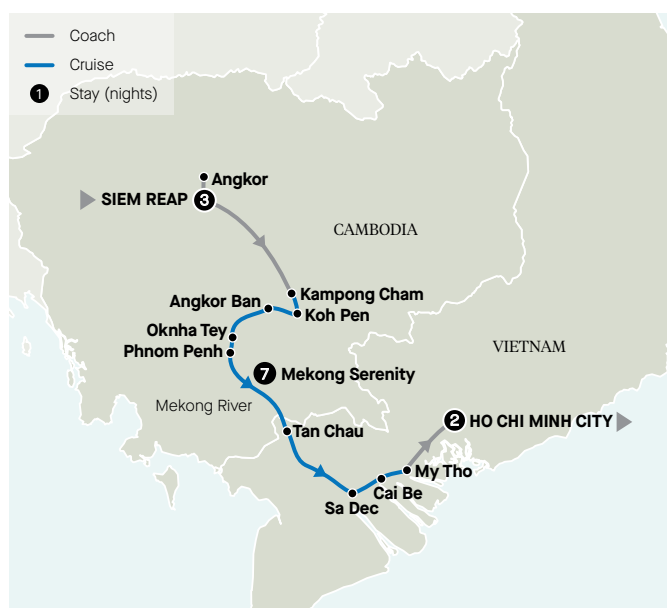 Coach
Cruise
1 Stay (nights)
Angkor
SIEM REAP 3
CAMBODIA
Kampong Cham
Angkor Ban
Koh Pen
Oknha Tey
Phnom Penh
VIETNAM
7 Mekong Serenity
Mekong River
2 HO CHI MINH CITY
Tan Chau
My Tho
Cai Be
Sa Dec